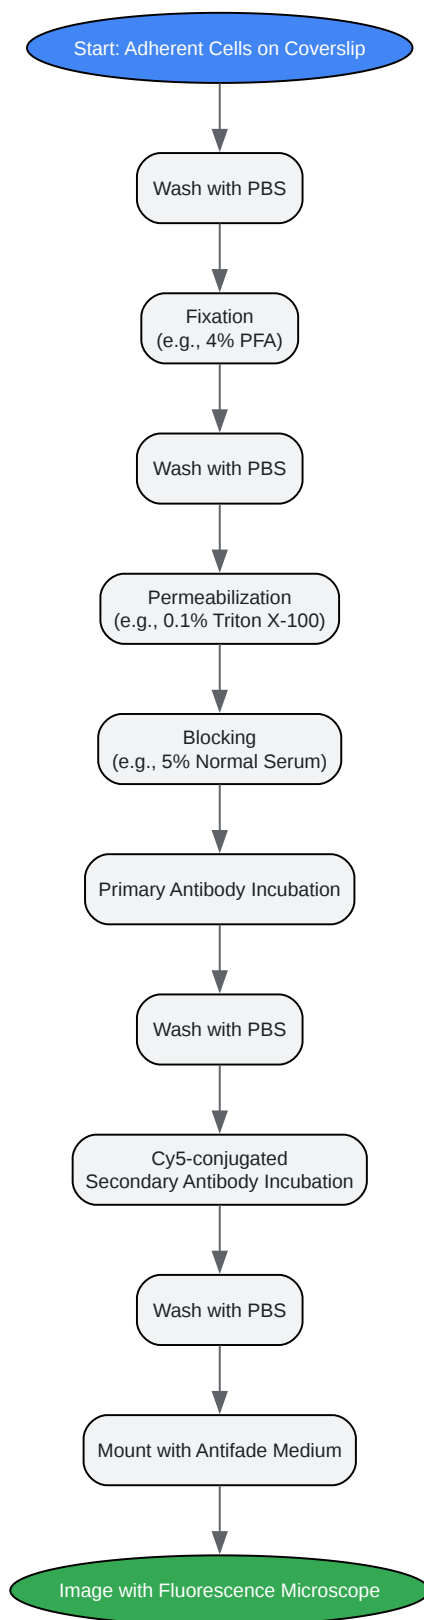 Start: Adherent Cells on Coverslip
Wash with PBS
Fixation
(e.g., 4% PFA)
Wash with PBS
Permeabilization
(e.g., 0.1% Triton X-100)
Blocking
(e.g., 5% Normal Serum)
Primary Antibody Incubation
Wash with PBS
Cy5-conjugated
Secondary Antibody Incubation
Wash with PBS
Mount with Antifade Medium
Image with Fluorescence Microscope